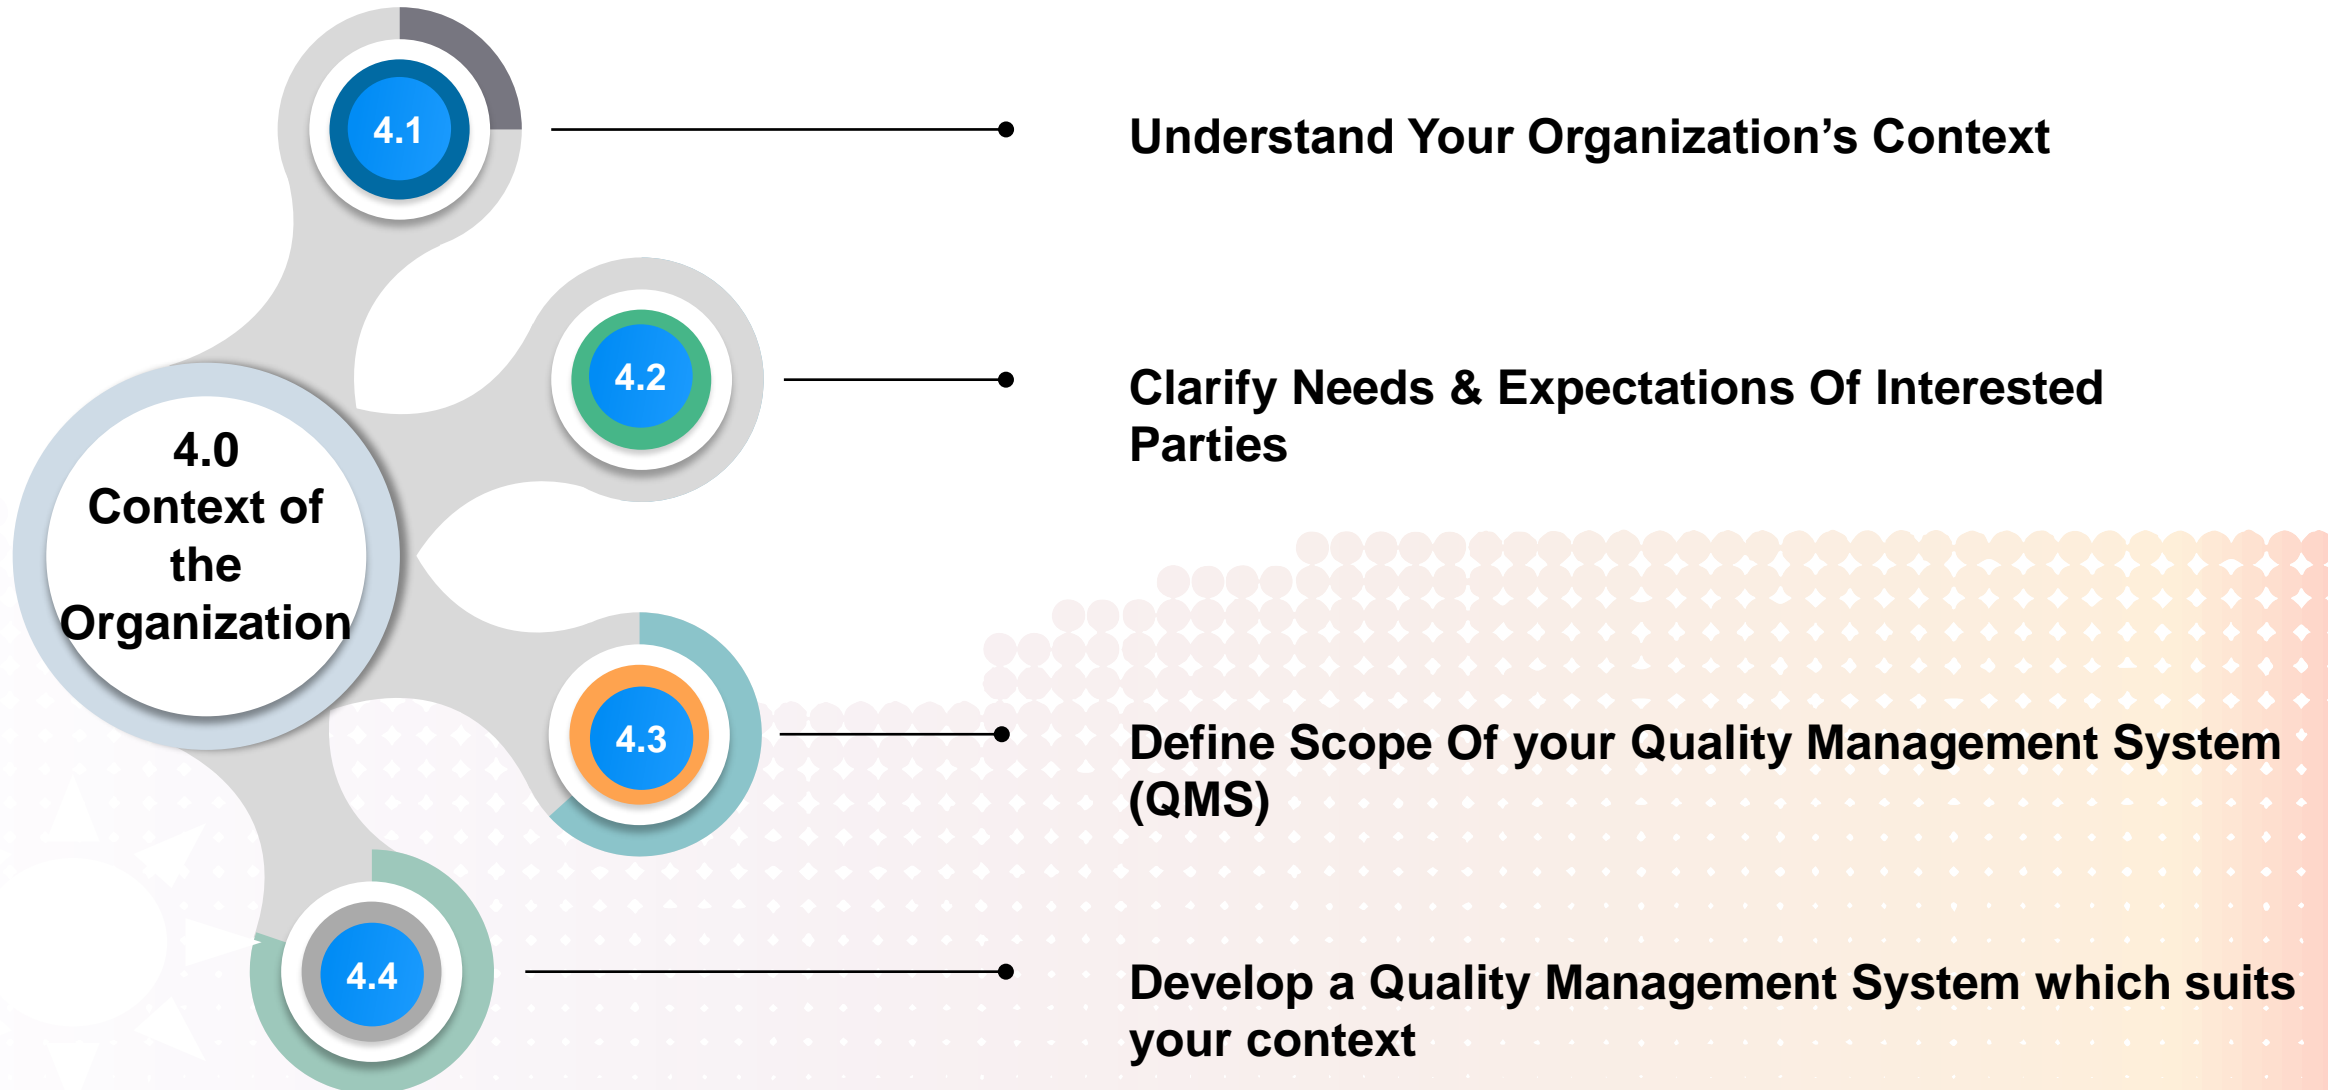 4.1
Understand Your Organization’s Context
4.2
Clarify Needs & Expectations Of Interested
Parties
4.0
Context of
the
Organization
4.3
Define Scope Of your Quality Management System
(QMS)
4.4
Develop a Quality Management System which suits
your context